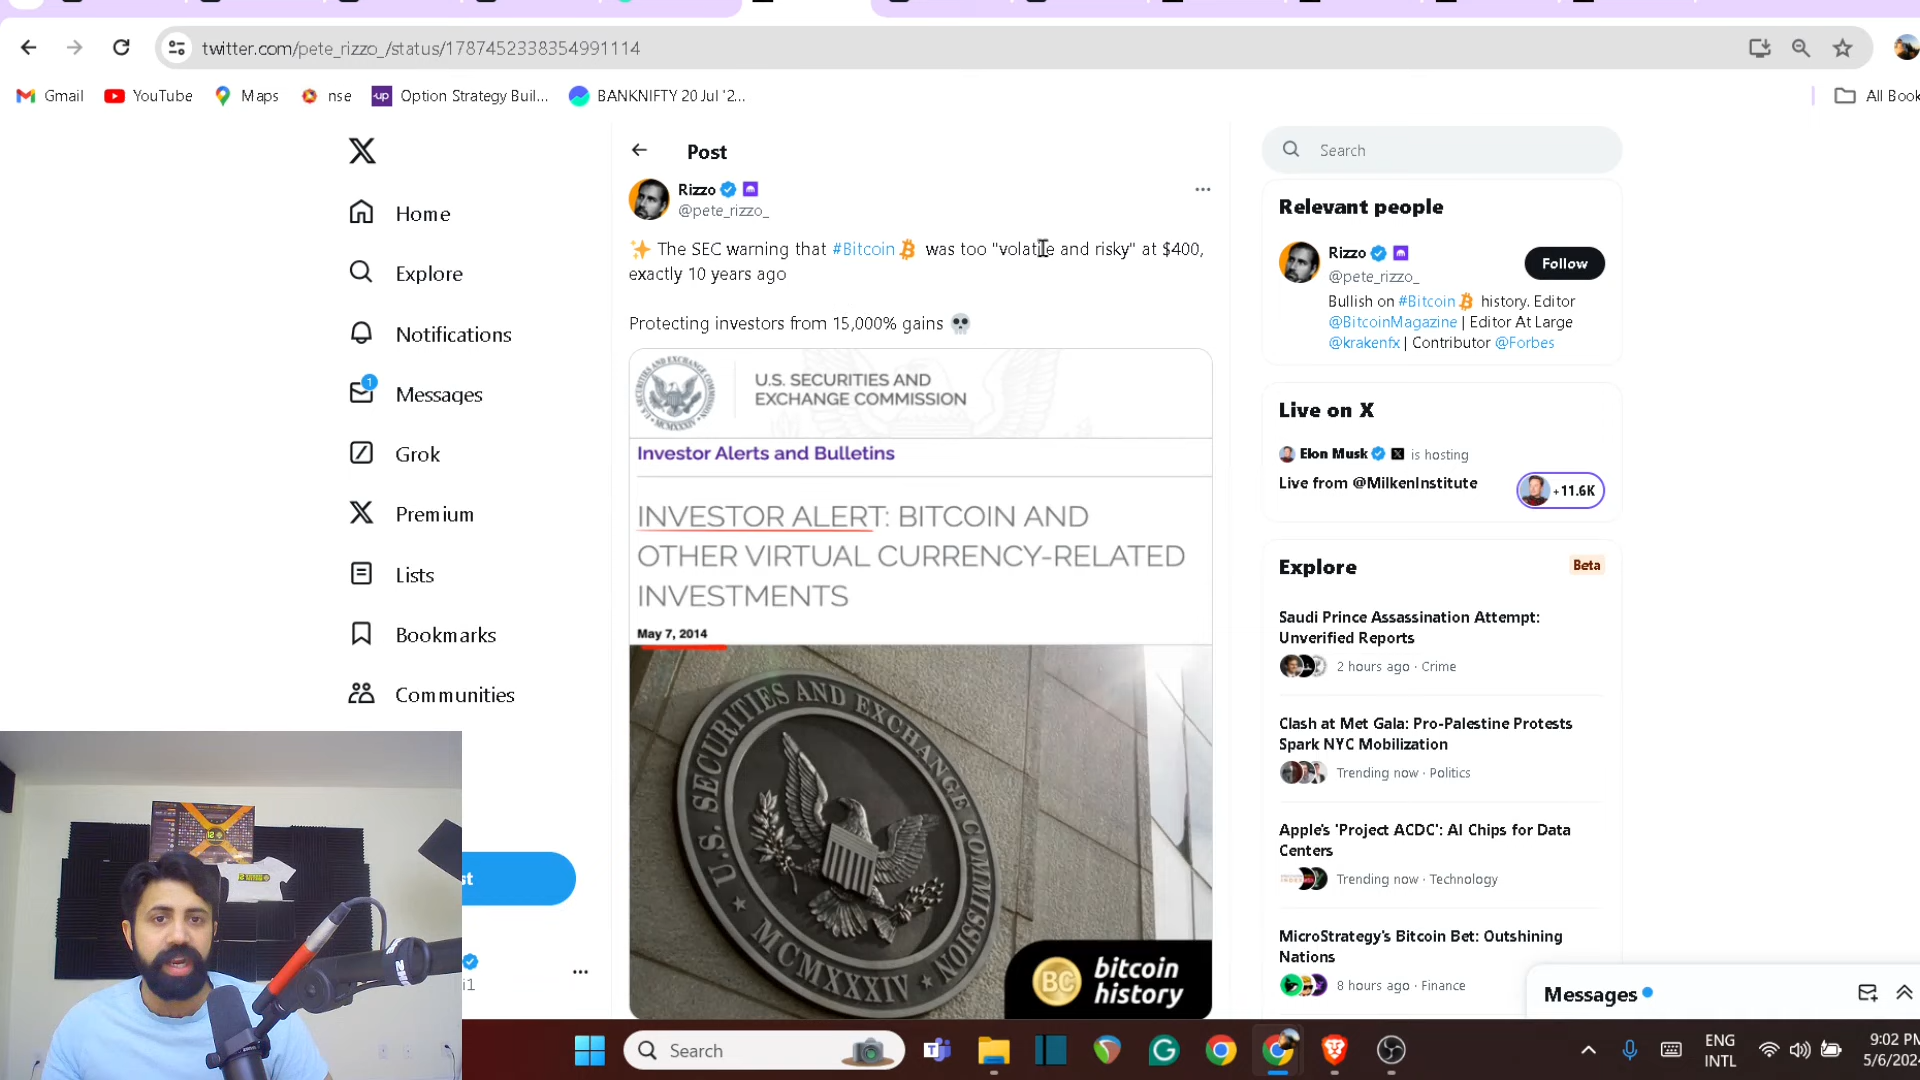 twitter.com/pete_rizzo_/status/1787452338354991114
Gmail
YouTube
Maps
nse
Option Strategy Buil...
BANKNIFTY 20 Jul '2...
All Book
Home
Explore
Notifications
1
Messages
Grok
Premium
Lists
Bookmarks
Communities
st
i1
Post
Rizzo
@pete_rizzo_
The SEC warning that #Bitcoin was too "volatile and risky" at $400,
exactly 10 years ago
Protecting investors from 15,000% gains
U.S. SECURITIES AND
EXCHANGE COMMISSION
Investor Alerts and Bulletins
INVESTOR ALERT: BITCOIN AND
OTHER VIRTUAL CURRENCY-RELATED
INVESTMENTS
May 7, 2014
U.S. SECURITIES AND EXCHANGE COMMISSION
MCMXXXIV
BC
bitcoin
history
Search
Relevant people
Rizzo
@pete_rizzo_
Follow
Bullish on #Bitcoin history. Editor
@BitcoinMagazine | Editor At Large
@krakenfx | Contributor @Forbes
Live on X
Elon Musk is hosting
Live from @MilkenInstitute
+11.6K
Explore
Beta
Saudi Prince Assassination Attempt:
Unverified Reports
2 hours ago · Crime
Clash at Met Gala: Pro-Palestine Protests
Spark NYC Mobilization
Trending now · Politics
Apple's 'Project ACDC': AI Chips for Data
Centers
Trending now · Technology
MicroStrategy's Bitcoin Bet: Outshining
Nations
8 hours ago · Finance
Messages
Search
ENG
INTL
9:02 PM
5/6/2024